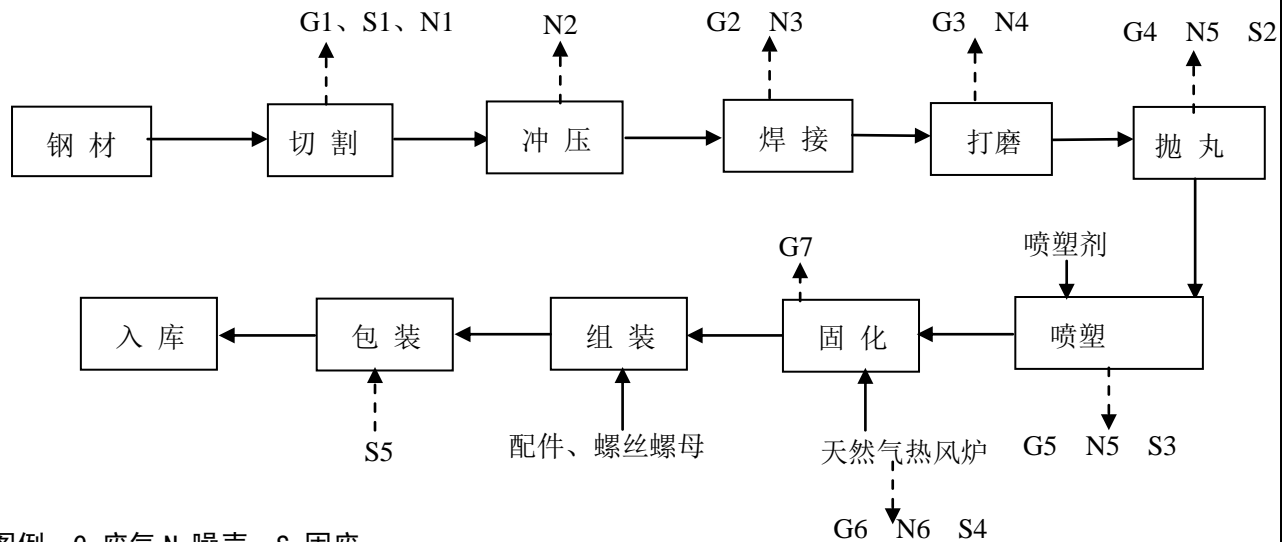 G1、S1、N1
N2
G2 N3
G3 N4
G4 N5 S2
钢 材
切 割
冲 压
焊 接
打磨
抛 丸
喷塑剂
G7
入 库
包 装
组 装
固 化
喷塑
S5
配件、螺丝螺母
天然气热风炉
G5 N5 S3
G6 N6 S4